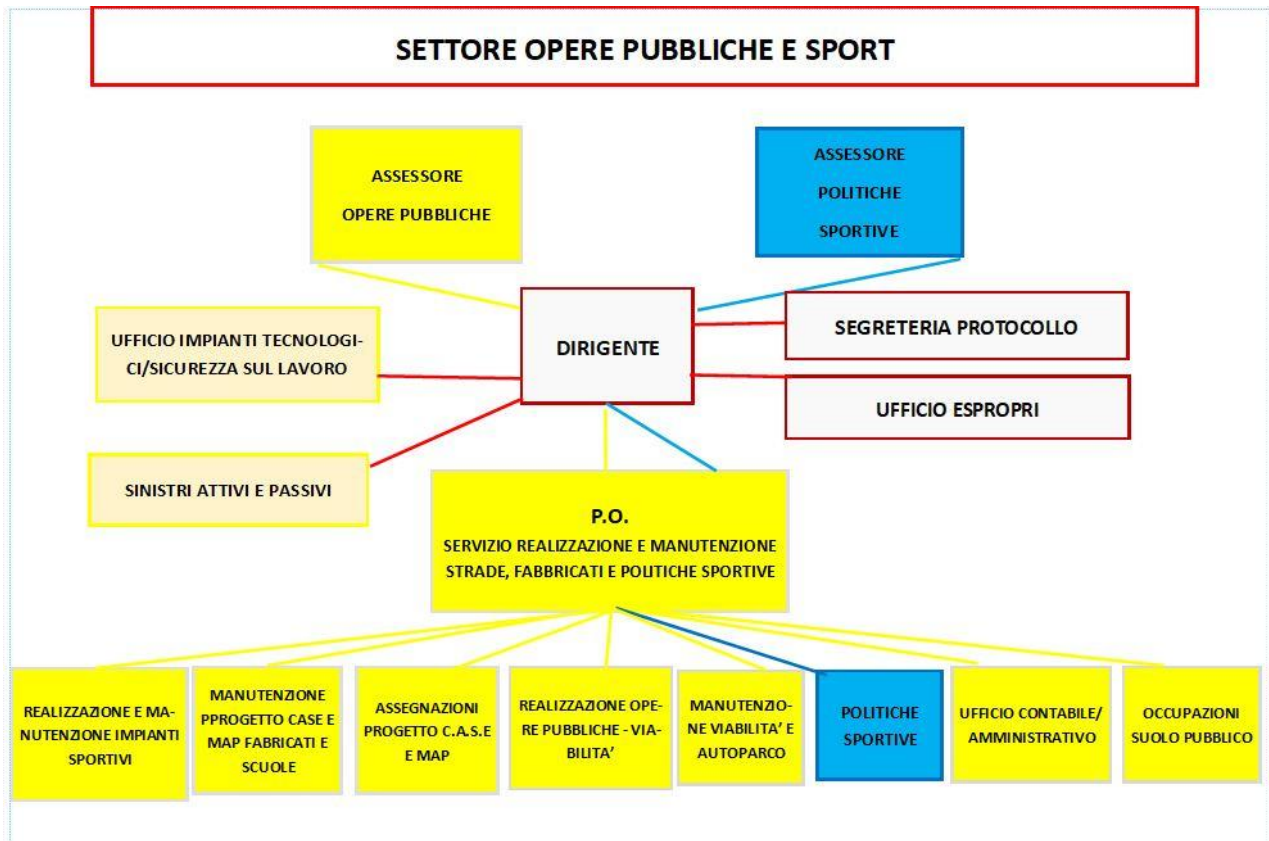 SETTORE OPERE PUBBLICHE E SPORT
ASSESSORE
OPERE PUBBLICHE
ASSESSORE
POLITICHE
SPORTIVE
UFFICIO IMPIANTI TECNOLOGI-
CI/SICUREZZA SUL LAVORO
DIRIGENTE
SEGRETERIA PROTOCOLLO
UFFICIO ESPROPRI
SINISTRI ATTIVI E PASSIVI
P.O.
SERVIZIO REALIZZAZIONE E MANUTENZIONE
STRADE, FABBRICATI E POLITICHE SPORTIVE
REALIZZAZIONE E MA-
NUTENZIONE IMPIANTI
SPORTIVI
MANUTENZIONE
PPROGETTO CASE E
MAP FABRICATI E
SCUOLE
ASSEGNAZIONI
PROGETTO C.A.S.E
E MAP
REALIZZAZIONE OPE-
RE PUBBLICHE - VIA-
BILITA’
MANUTENZIO-
NE VIABILITA’ E
AUTOPARCO
POLITICHE
SPORTIVE
UFFICIO CONTABILE/
AMMINISTRATIVO
OCCUPAZIONI
SUOLO PUBBLICO